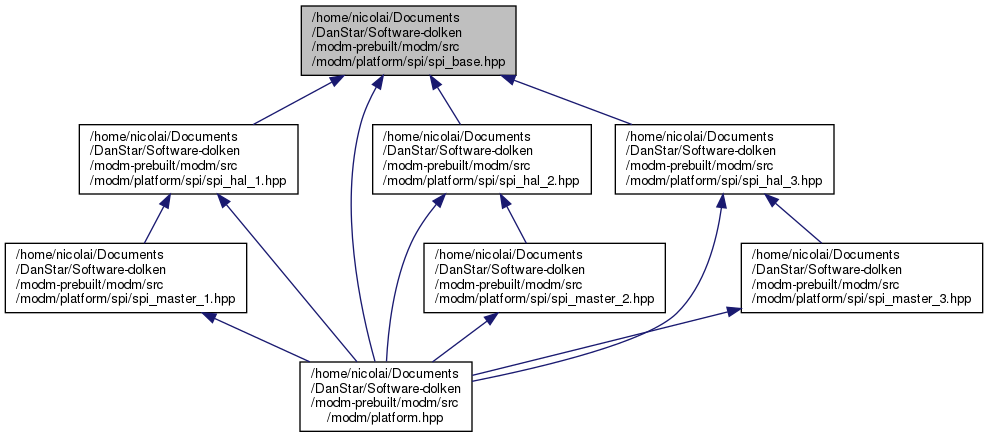 /home/nicolai/Documents
/DanStar/Software-dolken
/modm-prebuilt/modm/src
/modm/platform/spi/spi_base.hpp
/home/nicolai/Documents
/DanStar/Software-dolken
/modm-prebuilt/modm/src
/modm/platform/spi/spi_hal_1.hpp
/home/nicolai/Documents
/DanStar/Software-dolken
/modm-prebuilt/modm/src
/modm/platform/spi/spi_hal_2.hpp
/home/nicolai/Documents
/DanStar/Software-dolken
/modm-prebuilt/modm/src
/modm/platform/spi/spi_hal_3.hpp
/home/nicolai/Documents
/DanStar/Software-dolken
/modm-prebuilt/modm/src
/modm/platform/spi/spi_master_1.hpp
/home/nicolai/Documents
/DanStar/Software-dolken
/modm-prebuilt/modm/src
/modm/platform/spi/spi_master_2.hpp
/home/nicolai/Documents
/DanStar/Software-dolken
/modm-prebuilt/modm/src
/modm/platform/spi/spi_master_3.hpp
/home/nicolai/Documents
/DanStar/Software-dolken
/modm-prebuilt/modm/src
/modm/platform.hpp